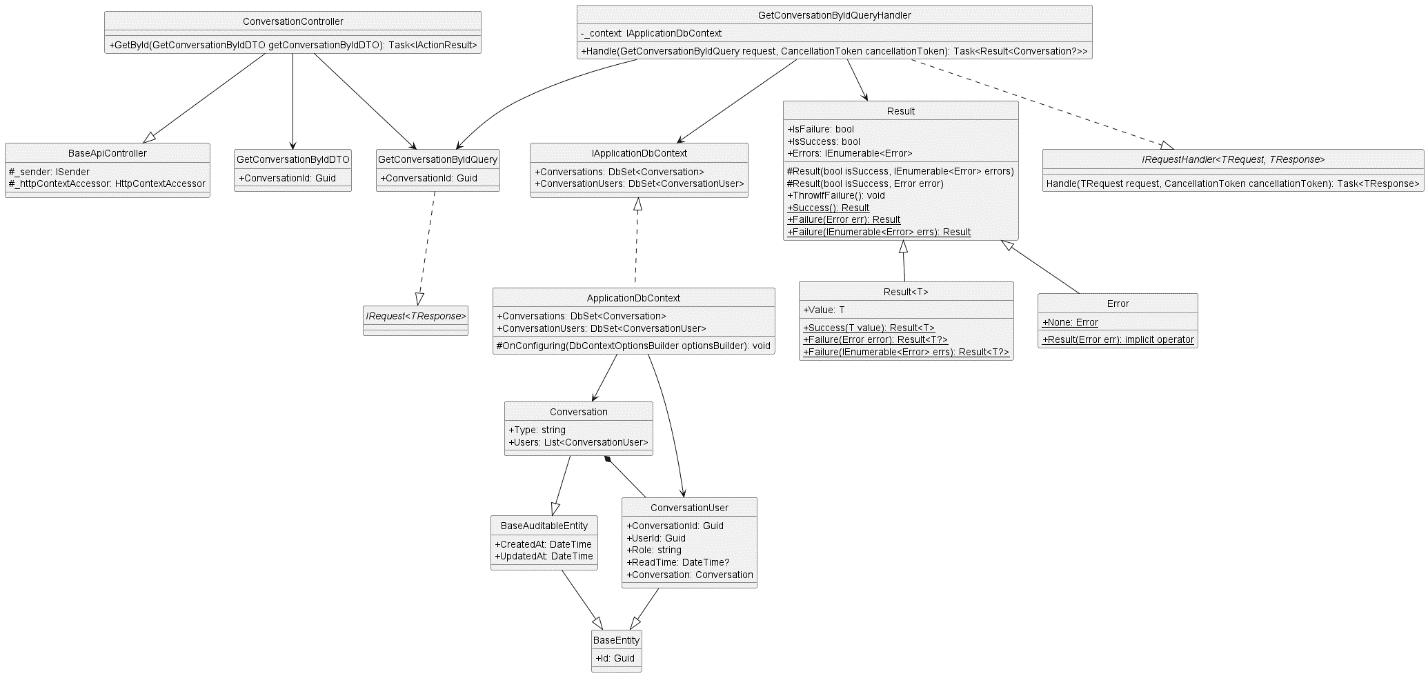 ConversationController
+GetById(GetConversationByIdDTO getConversationByIdDTO): Task<IActionResult>
GetConversationByIdQueryHandler
-_context: IApplicationDbContext
+Handle(GetConversationByIdQuery request, CancellationToken cancellationToken): Task<Result<Conversation?>>
BaseApiController
#_sender: ISender
#_httpContextAccessor: HttpContextAccessor
GetConversationByIdDTO
+ConversationId: Guid
GetConversationByIdQuery
+ConversationId: Guid
IApplicationDbContext
+Conversations: DbSet<Conversation>
+ConversationUsers: DbSet<ConversationUser>
Result
+IsFailure: bool
+IsSuccess: bool
+Errors: IEnumerable<Error>
#Result(bool isSuccess, IEnumerable<Error> errors)
#Result(bool isSuccess, Error error)
+ThrowIfFailure(): void
+Success(): Result
+Failure(Error err): Result
+Failure(IEnumerable<Error> errs): Result
IRequestHandler<TRequest, TResponse>
Handle(TRequest request, CancellationToken cancellationToken): Task<TResponse>
IRequest<TResponse>
ApplicationDbContext
+Conversations: DbSet<Conversation>
+ConversationUsers: DbSet<ConversationUser>
#OnConfiguring(DbContextOptionsBuilder optionsBuilder): void
Result<T>
+Value: T
+Success(T value): Result<T>
+Failure(Error error): Result<T?>
+Failure(IEnumerable<Error> errs): Result<T?>
Error
+None: Error
+Result(Error err): implicit operator
Conversation
+Type: string
+Users: List<ConversationUser>
BaseAuditableEntity
+CreatedAt: DateTime
+UpdatedAt: DateTime
ConversationUser
+ConversationId: Guid
+UserId: Guid
+Role: string
+ReadTime: DateTime?
+Conversation: Conversation
BaseEntity
+Id: Guid